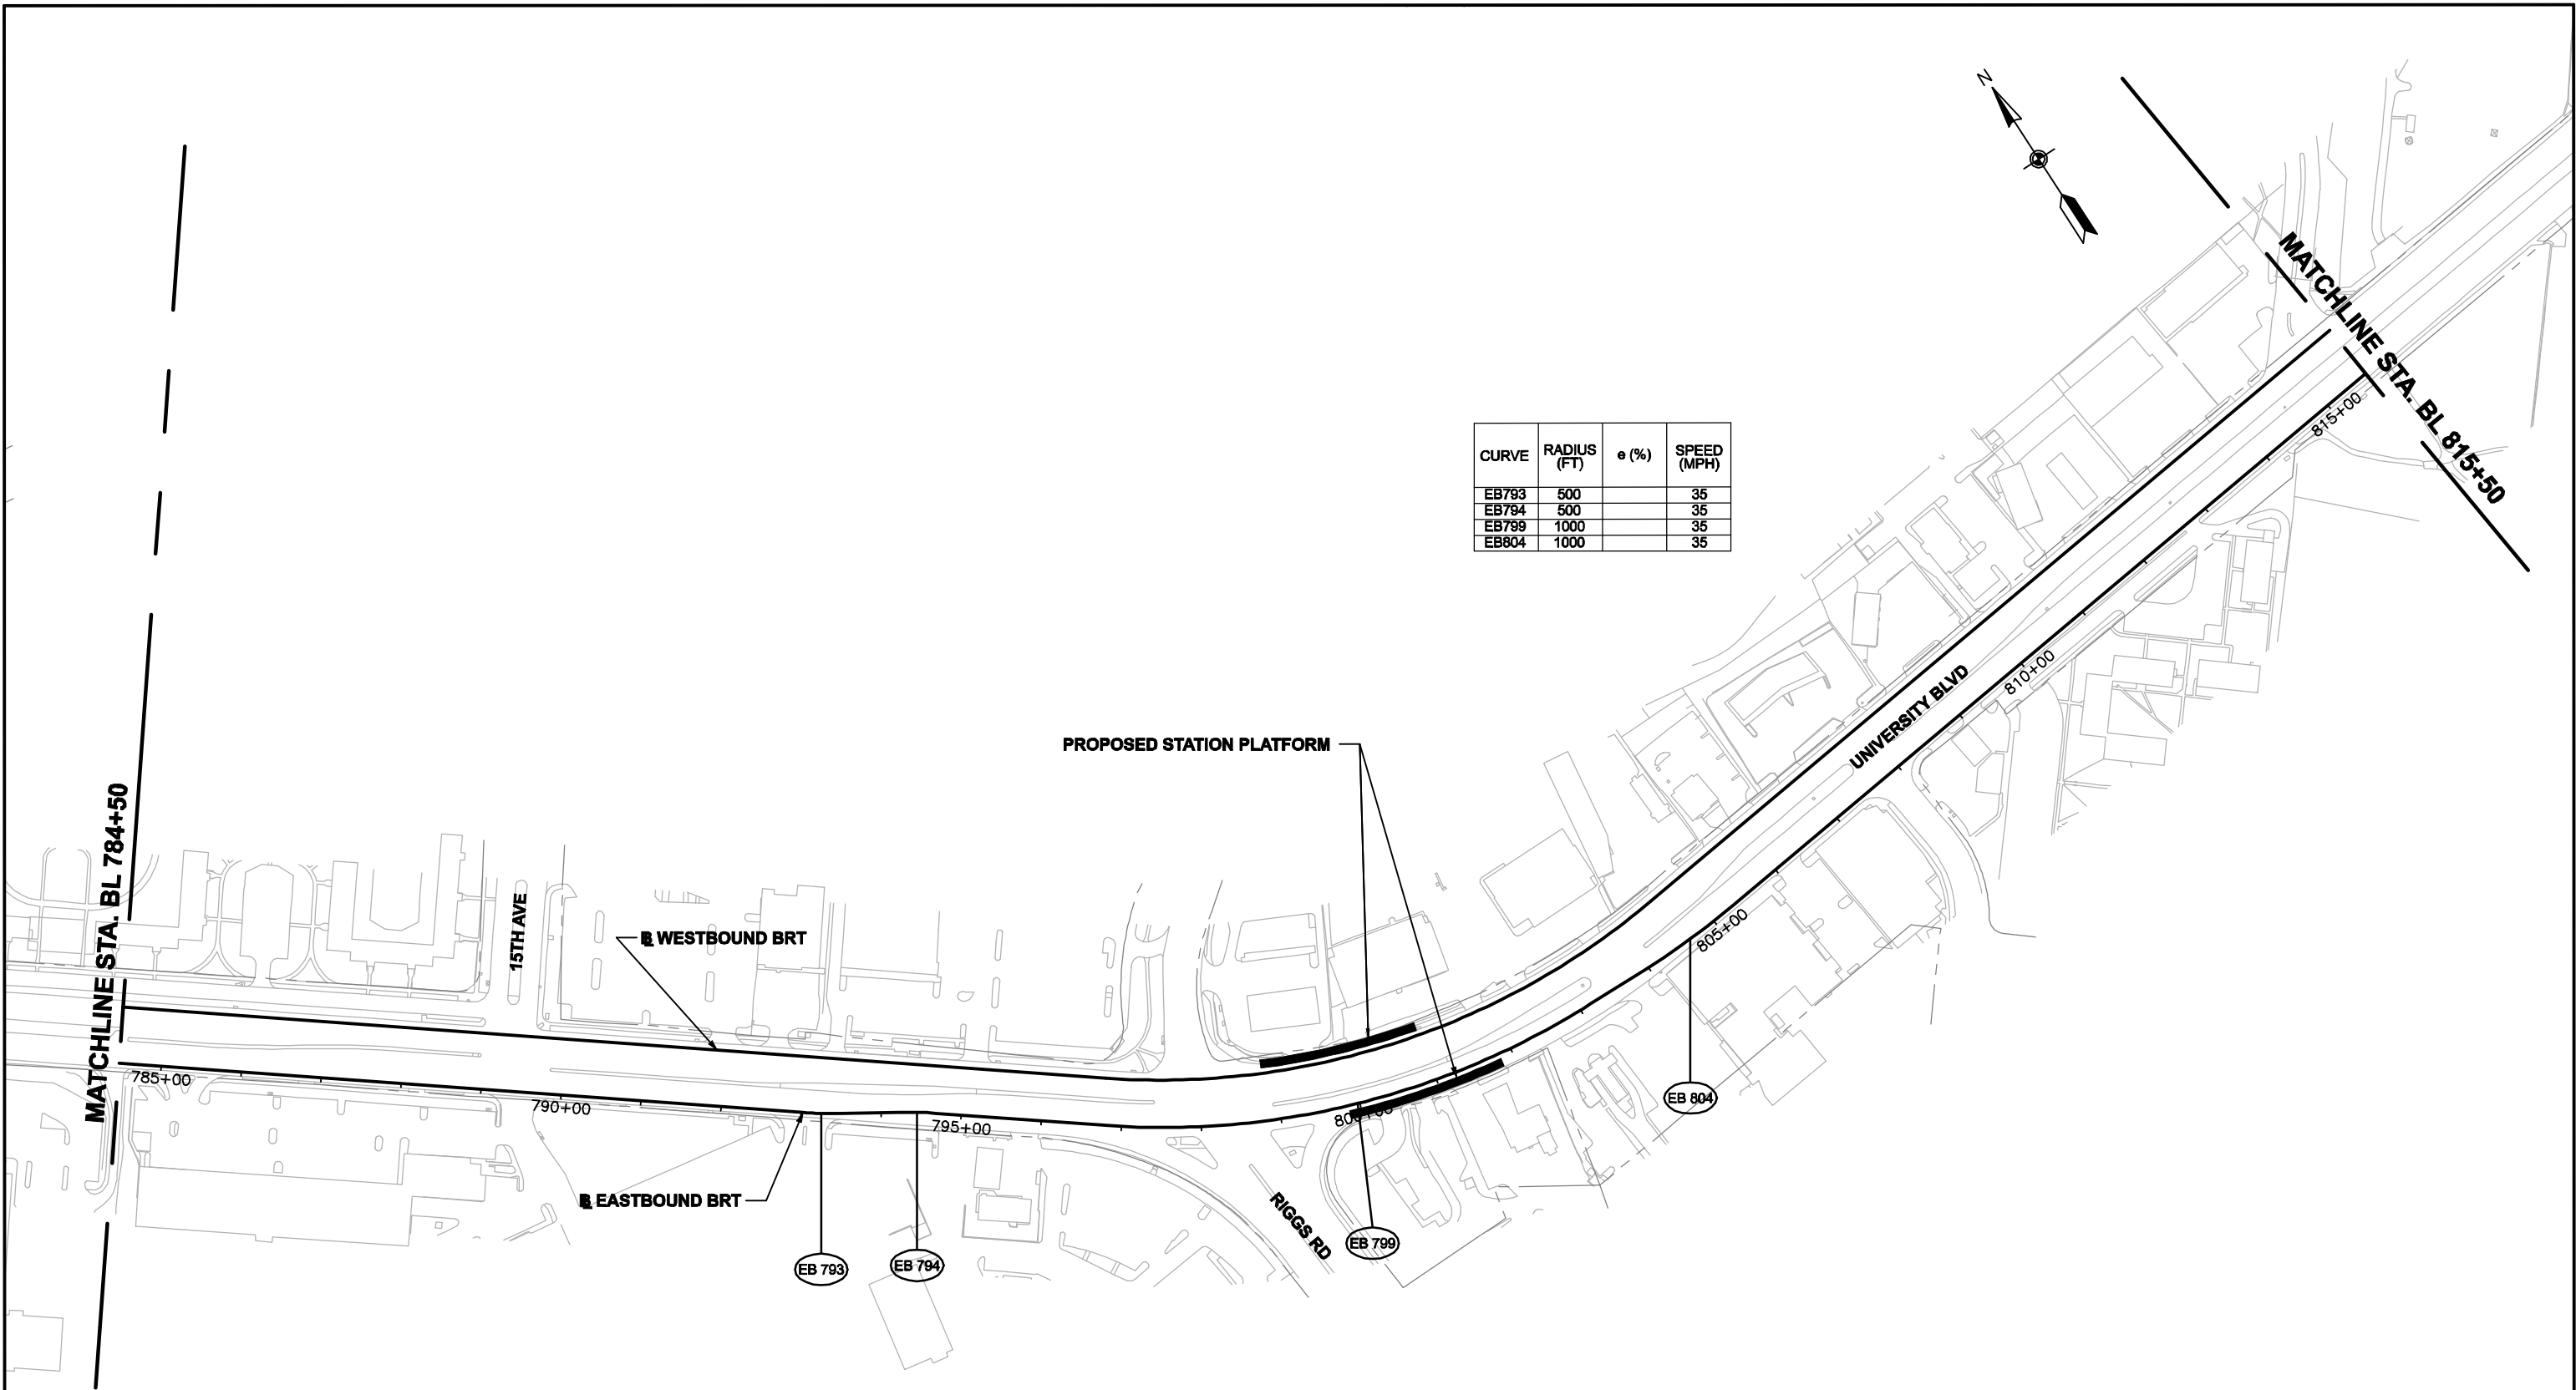 N
MATCHLINE STA. BL 815+50
815+00
CURVE RADIUS (FT) e (%) SPEED (MPH)
EB793 500 35
EB794 500 35
EB799 1000 35
EB804 1000 35
810+00
UNIVERSITY BLVD
PROPOSED STATION PLATFORM
MATCHLINE STA. BL 784+50
15TH AVE
805+00
BL WESTBOUND BRT
785+00
790+00
795+00
EB 804
BL EASTBOUND BRT
RIGGS RD
EB 793
EB 794
EB 799